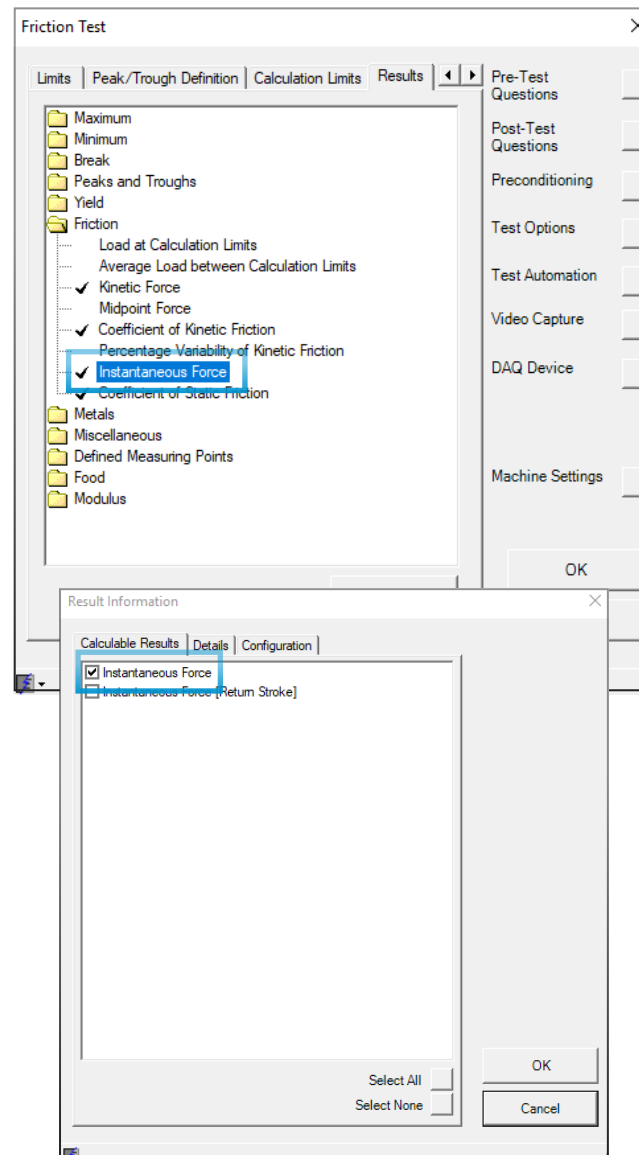 Friction Test
Limits
Peak/Trough Definition
Calculation Limits
Results
Maximum
Minimum
Break
Peaks and Troughs
Yield
Friction
Load at Calculation Limits
Average Load between Calculation Limits
Kinetic Force
Midpoint Force
Coefficient of Kinetic Friction
Percentage Variability of Kinetic Friction
Instantaneous Force
Coefficient of Static Friction
Metals
Miscellaneous
Defined Measuring Points
Food
Modulus
Pre-Test
Questions
Post-Test
Questions
Preconditioning
Test Options
Test Automation
Video Capture
DAQ Device
Machine Settings
OK
Result Information
Calculable Results
Details
Configuration
Instantaneous Force
Instantaneous Force [Return Stroke]
Select All
Select None
OK
Cancel